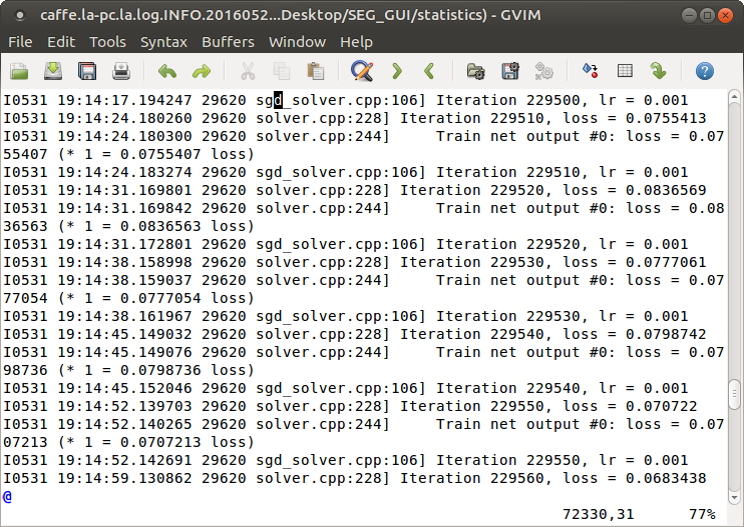 caffe.la-pc.la.log.INFO.2016052...Desktop/SEG_GUI/statistics) - GVIM
File Edit Tools Syntax Buffers Window Help
I0531 19:14:17.194247 29620 sgd_solver.cpp:106] Iteration 229500, lr = 0.001
I0531 19:14:24.180260 29620 solver.cpp:228] Iteration 229510, loss = 0.0755413
I0531 19:14:24.180300 29620 solver.cpp:244]     Train net output #0: loss = 0.07
55407 (* 1 = 0.0755407 loss)
I0531 19:14:24.183274 29620 sgd_solver.cpp:106] Iteration 229510, lr = 0.001
I0531 19:14:31.169801 29620 solver.cpp:228] Iteration 229520, loss = 0.0836569
I0531 19:14:31.169842 29620 solver.cpp:244]     Train net output #0: loss = 0.08
36563 (* 1 = 0.0836563 loss)
I0531 19:14:31.172801 29620 sgd_solver.cpp:106] Iteration 229520, lr = 0.001
I0531 19:14:38.158998 29620 solver.cpp:228] Iteration 229530, loss = 0.0777061
I0531 19:14:38.159037 29620 solver.cpp:244]     Train net output #0: loss = 0.07
77054 (* 1 = 0.0777054 loss)
I0531 19:14:38.161967 29620 sgd_solver.cpp:106] Iteration 229530, lr = 0.001
I0531 19:14:45.149032 29620 solver.cpp:228] Iteration 229540, loss = 0.0798742
I0531 19:14:45.149076 29620 solver.cpp:244]     Train net output #0: loss = 0.07
98736 (* 1 = 0.0798736 loss)
I0531 19:14:45.152046 29620 sgd_solver.cpp:106] Iteration 229540, lr = 0.001
I0531 19:14:52.139703 29620 solver.cpp:228] Iteration 229550, loss = 0.070722
I0531 19:14:52.140265 29620 solver.cpp:244]     Train net output #0: loss = 0.07
07213 (* 1 = 0.0707213 loss)
I0531 19:14:52.142691 29620 sgd_solver.cpp:106] Iteration 229550, lr = 0.001
I0531 19:14:59.130862 29620 solver.cpp:228] Iteration 229560, loss = 0.0683438
@
72330,31 77%